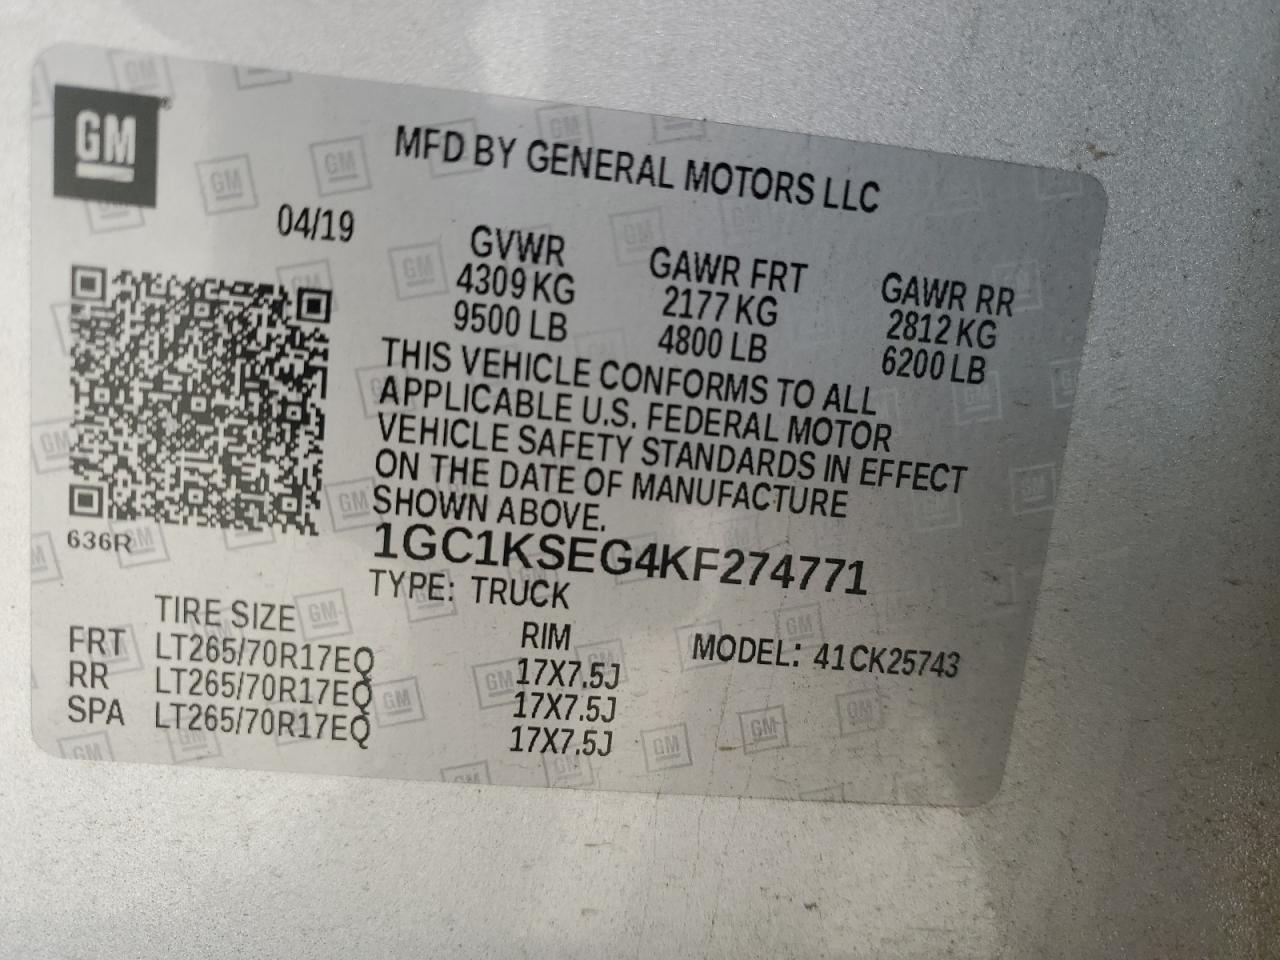 GM
MFD BY GENERAL MOTORS LLC
04/19
GVWR GAWR FRT GAWR RR
4309 KG 2177 KG 2812 KG
9500 LB 4800 LB 6200 LB
THIS VEHICLE CONFORMS TO ALL
APPLICABLE U.S. FEDERAL MOTOR
VEHICLE SAFETY STANDARDS IN EFFECT
ON THE DATE OF MANUFACTURE
SHOWN ABOVE.
636R
1GC1KSEG4KF274771
TYPE: TRUCK
TIRE SIZE RIM MODEL: 41CK25743
FRT LT265/70R17EQ 17X7.5J
RR LT265/70R17EQ 17X7.5J
SPA LT265/70R17EQ 17X7.5J